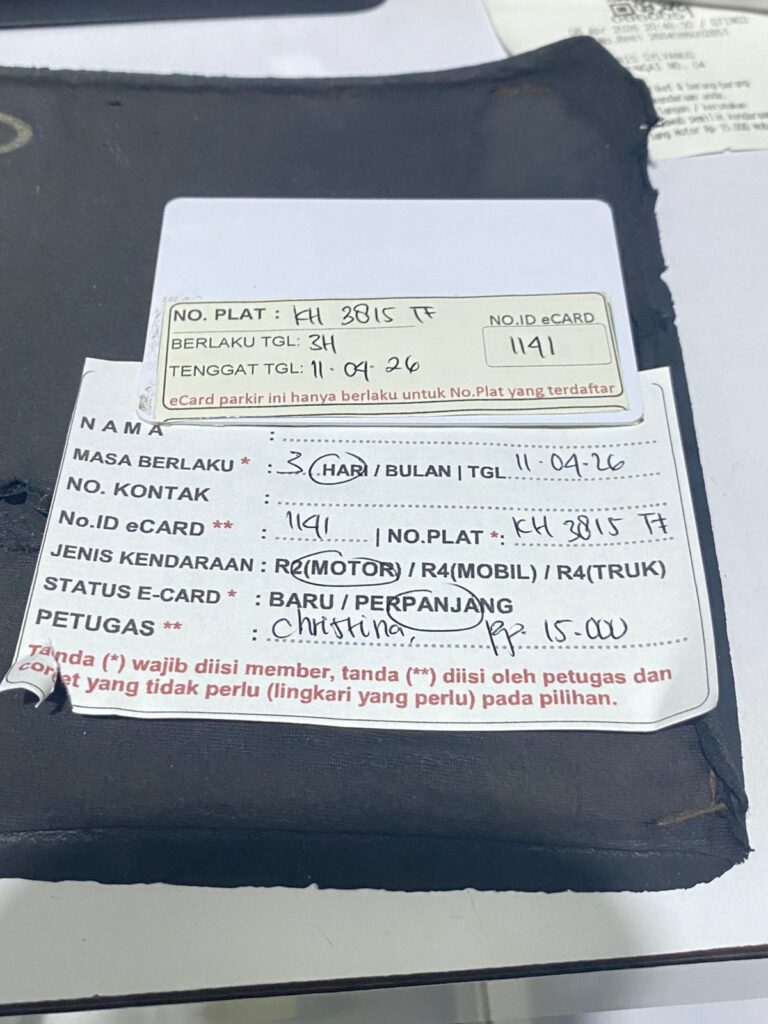 NO. PLAT : KH 3815 TF
NO.ID eCARD
BERLAKU TGL: 3H
1141
TENGGAT TGL: 11-04-26
eCard parkir ini hanya berlaku untuk No.Plat yang terdaftar
NAMA :
MASA BERLAKU * : 3 HARI / BULAN | TGL 11-04-26
NO. KONTAK :
No.ID eCARD ** : 1141 | NO.PLAT *: KH 3815 TF
JENIS KENDARAAN : R2(MOTOR) / R4(MOBIL) / R4(TRUK)
STATUS E-CARD * : BARU / PERPANJANG
PETUGAS ** : Christina, Rp. 15.000
Tanda (*) wajib diisi member, tanda (**) diisi oleh petugas dan
coret yang tidak perlu (lingkari yang perlu) pada pilihan.